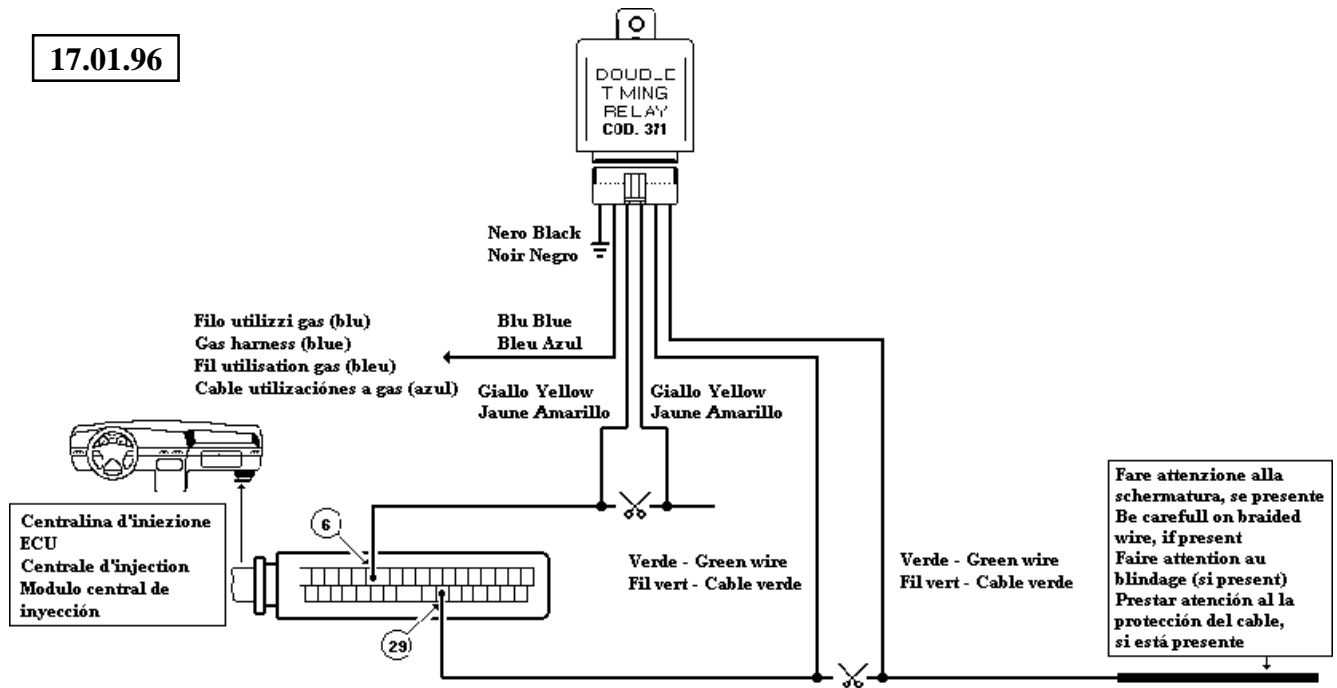 17.01.96
DOUD_E
T MING
RELAY
COD. 371
Nero Black
Noir Negro
Filo utilizzi gas (blu)
Gas harness (blue)
Fil utilisation gas (bleu)
Cable utilizaciónes a gas (azul)
Blu Blue
Bleu Azul
Giallo Yellow
Jaune Amarillo
Giallo Yellow
Jaune Amarillo
Centralina d'iniezione
ECU
Centrale d'injection
Modulo central de
inyección
6
29
Verde - Green wire
Fil vert - Cable verde
Verde - Green wire
Fil vert - Cable verde
Fare attenzione alla
schermatura, se presente
Be carefull on braided
wire, if present
Faire attention au
blindage (si present)
Prestar atención al la
protección del cable,
si está presente